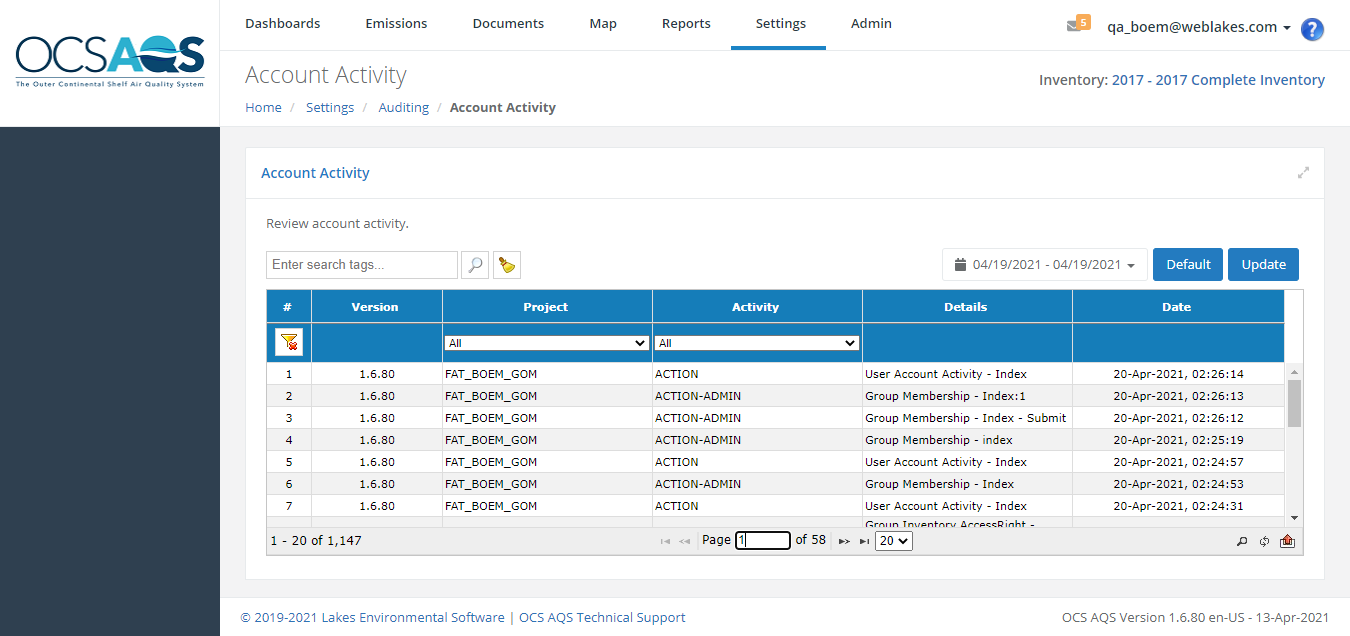 OCSAQS
The Outer Continental Shelf Air Quality System
Dashboards Emissions Documents Map Reports Settings Admin
5 qa_boem@weblakes.com ?
Account Activity
Inventory: 2017 - 2017 Complete Inventory
Home / Settings / Auditing / Account Activity
Account Activity
Review account activity.
Enter search tags...
04/19/2021 - 04/19/2021 Default Update
# Version Project Activity Details Date
All All
1 1.6.80 FAT_BOEM_GOM ACTION User Account Activity - Index 20-Apr-2021, 02:26:14
2 1.6.80 FAT_BOEM_GOM ACTION-ADMIN Group Membership - Index:1 20-Apr-2021, 02:26:13
3 1.6.80 FAT_BOEM_GOM ACTION-ADMIN Group Membership - Index - Submit 20-Apr-2021, 02:26:12
4 1.6.80 FAT_BOEM_GOM ACTION-ADMIN Group Membership - index 20-Apr-2021, 02:25:19
5 1.6.80 FAT_BOEM_GOM ACTION User Account Activity - Index 20-Apr-2021, 02:24:57
6 1.6.80 FAT_BOEM_GOM ACTION-ADMIN Group Membership - Index 20-Apr-2021, 02:24:53
7 1.6.80 FAT_BOEM_GOM ACTION User Account Activity - Index 20-Apr-2021, 02:24:31
Group Inventory AccessRight -
1 - 20 of 1,147 Page 1 of 58 20
© 2019-2021 Lakes Environmental Software | OCS AQS Technical Support
OCS AQS Version 1.6.80 en-US - 13-Apr-2021